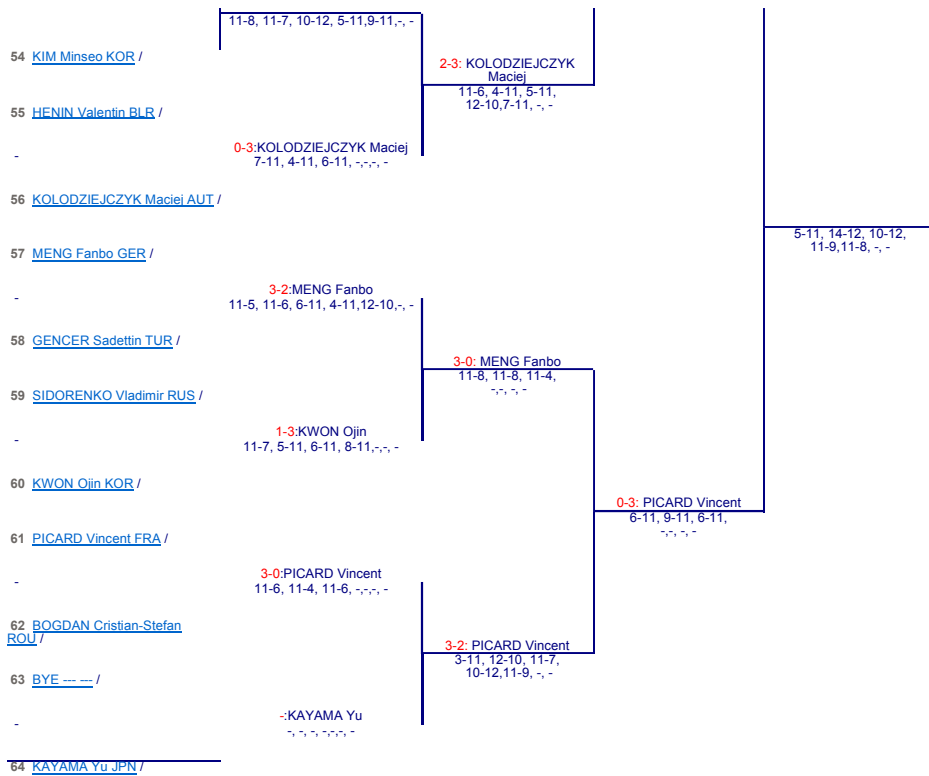 11-8, 11-7, 10-12, 5-11,9-11,-, -
54 KIM Minseo KOR /
2-3: KOLODZIEJCZYK
Maciej
11-6, 4-11, 5-11,
12-10,7-11, -, -
55 HENIN Valentin BLR /
-
0-3:KOLODZIEJCZYK Maciej
7-11, 4-11, 6-11, -,-,-, -
56 KOLODZIEJCZYK Maciej AUT /
5-11, 14-12, 10-12,
11-9,11-8, -, -
57 MENG Fanbo GER /
-
3-2:MENG Fanbo
11-5, 11-6, 6-11, 4-11,12-10,-, -
58 GENCER Sadettin TUR /
3-0: MENG Fanbo
11-8, 11-8, 11-4,
-,-, -, -
59 SIDORENKO Vladimir RUS /
-
1-3:KWON Ojin
11-7, 5-11, 6-11, 8-11,-,-, -
60 KWON Ojin KOR /
0-3: PICARD Vincent
6-11, 9-11, 6-11,
-,-, -, -
61 PICARD Vincent FRA /
-
3-0:PICARD Vincent
11-6, 11-4, 11-6, -,-,-, -
62 BOGDAN Cristian-Stefan
ROU /
3-2: PICARD Vincent
3-11, 12-10, 11-7,
10-12,11-9, -, -
63 BYE --- --- /
-
-:KAYAMA Yu
-, -, -, -,-,-, -
64 KAYAMA Yu JPN /